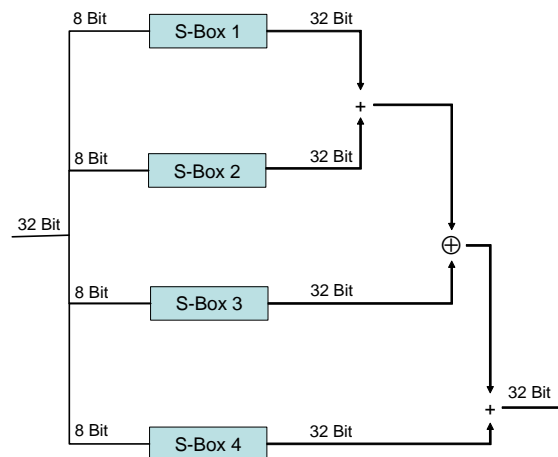 8 Bit
S-Box 1
32 Bit
+
8 Bit
S-Box 2
32 Bit
32 Bit
⊕
8 Bit
S-Box 3
32 Bit
+
32 Bit
8 Bit
S-Box 4
32 Bit